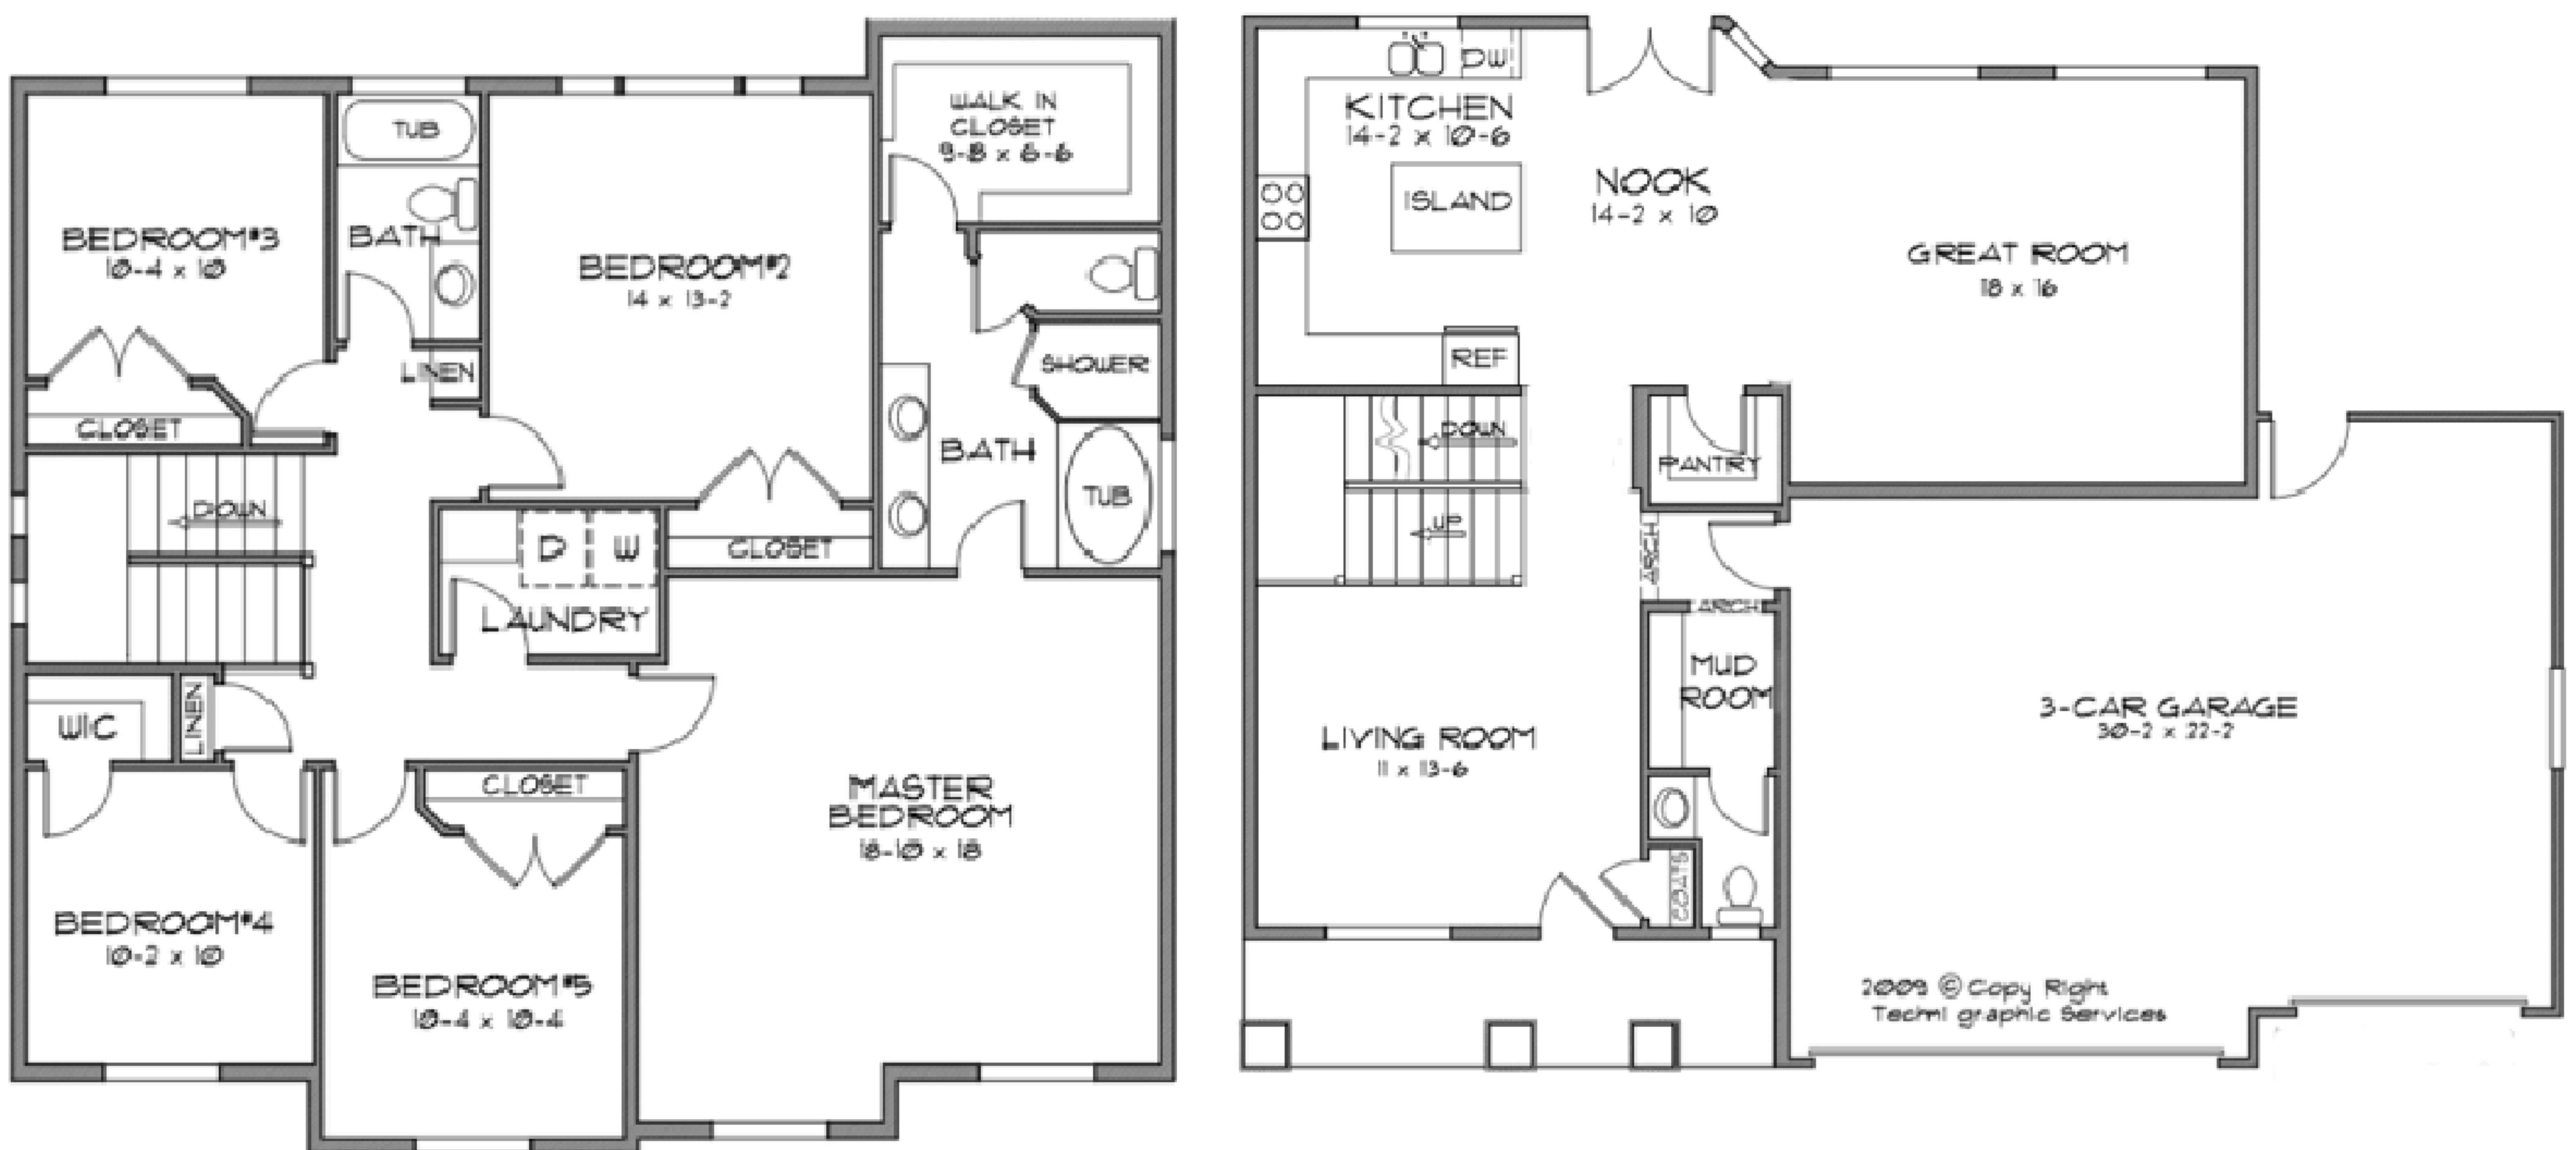 WALK IN
CLOSET
9-8 x 6-6
TUB
BEDROOM#3
10-4 x 10
BATH
BEDROOM#2
14 x 13-2
SHOWER
LINEN
CLOSET
BATH
TUB
DOWN
D
W
CLOSET
LAUNDRY
LINEN
WIC
CLOSET
MASTER
BEDROOM
18-10 x 18
BEDROOM#4
10-2 x 10
BEDROOM#5
10-4 x 10-4
DW
KITCHEN
14-2 x 10-6
ISLAND
NOOK
14-2 x 10
GREAT ROOM
18 x 16
REF
DOWN
PANTRY
UP
ARCH
ARCH
MUD
ROOM
LIVING ROOM
11 x 13-6
3-CAR GARAGE
30-2 x 22-2
COATS
2009 © Copy Right
Techni graphic Services